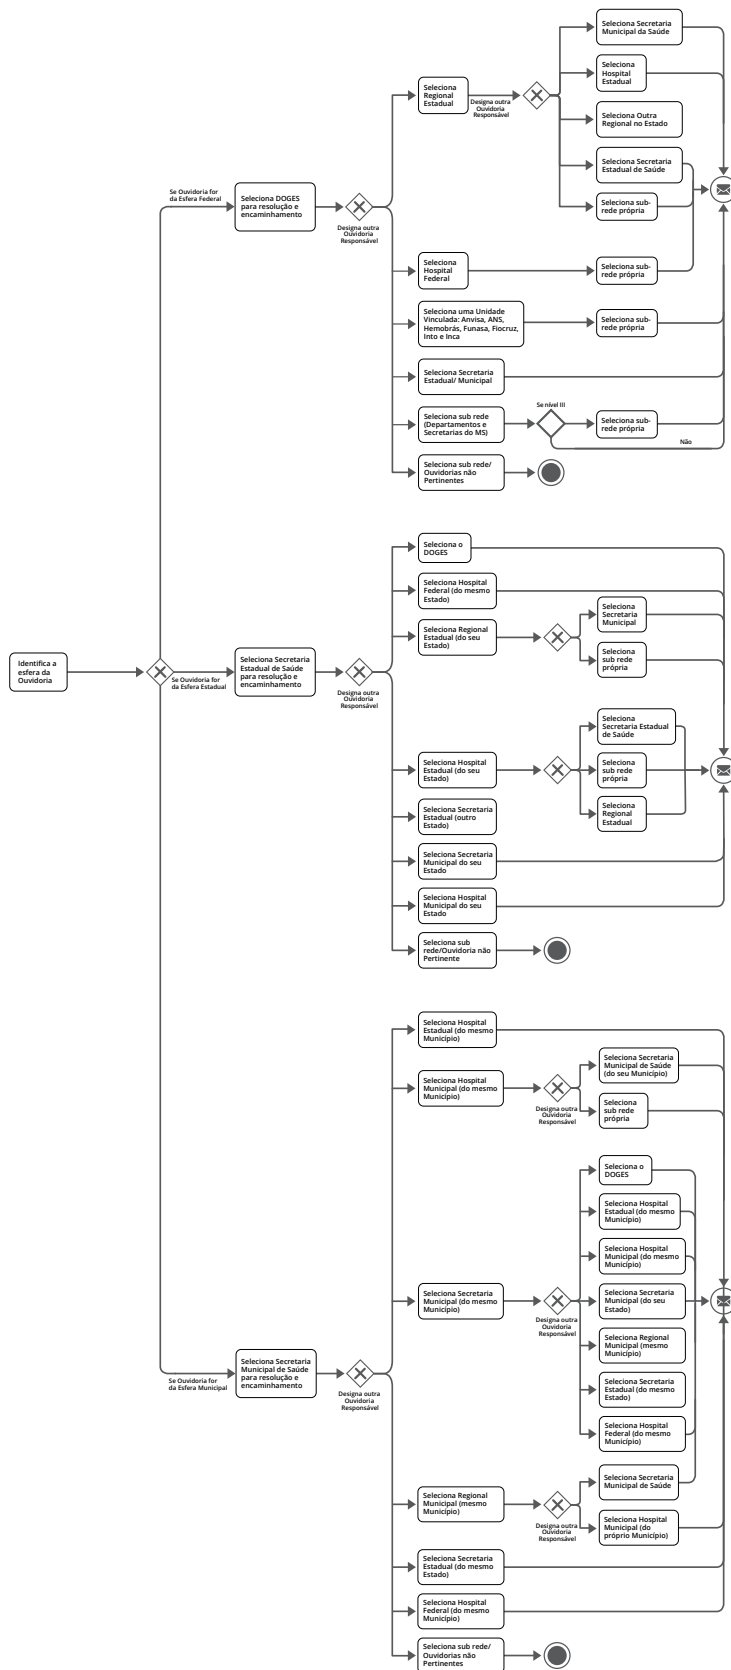 Identifica a
esfera da
Ouvidoria
Se Ouvidoria for
da Esfera Federal
Seleciona DOGES
para resolução e
encaminhamento
Designa outra
Ouvidoria
Responsável
Seleciona
Regional
Estadual
Designa outra
Ouvidoria
Responsável
Seleciona Secretaria
Municipal da Saúde
Seleciona
Hospital
Estadual
Seleciona Outra
Regional no Estado
Seleciona Secretaria
Estadual de Saúde
Seleciona sub-
rede própria
Seleciona
Hospital
Federal
Seleciona sub-
rede própria
Seleciona uma Unidade
Vinculada: Anvisa, ANS,
Hemobrás, Funasa, Fiocruz,
Into e Inca
Seleciona sub-
rede própria
Seleciona Secretaria
Estadual/ Municipal
Seleciona sub rede
(Departamentos e
Secretarias do MS)
Se nível III
Seleciona sub-
rede própria
Não
Seleciona sub rede/
Ouvidorias não
Pertinentes
Se Ouvidoria for
da Esfera Estadual
Seleciona Secretaria
Estadual de Saúde
para resolução e
encaminhamento
Designa outra
Ouvidoria
Responsável
Seleciona o
DOGES
Seleciona Hospital
Federal (do mesmo
Estado)
Seleciona Regional
Estadual (do seu
Estado)
Seleciona
Secretaria
Municipal
Seleciona
sub rede
própria
Seleciona Hospital
Estadual (do seu
Estado)
Seleciona
Secretaria Estadual
de Saúde
Seleciona
sub rede
própria
Seleciona
Regional
Estadual
Seleciona Secretaria
Estadual (outro
Estado)
Seleciona Secretaria
Municipal do seu
Estado
Seleciona Hospital
Municipal do seu
Estado
Seleciona sub
rede/Ouvidoria não
Pertinente
Se Ouvidoria for
da Esfera Municipal
Seleciona Secretaria
Municipal de Saúde
para resolução e
encaminhamento
Designa outra
Ouvidoria
Responsável
Seleciona Hospital
Estadual (do mesmo
Município)
Seleciona Hospital
Municipal (do mesmo
Município)
Designa outra
Ouvidoria
Responsável
Seleciona Secretaria
Municipal de Saúde
(do seu Município)
Seleciona
sub rede
própria
Seleciona Secretaria
Municipal (do mesmo
Município)
Designa outra
Ouvidoria
Responsável
Seleciona o
DOGES
Seleciona Hospital
Estadual (do mesmo
Município)
Seleciona Hospital
Municipal (do mesmo
Município)
Seleciona Secretaria
Municipal (do seu
Estado)
Seleciona Regional
Municipal (mesmo
Município)
Seleciona Secretaria
Estadual (do mesmo
Estado)
Seleciona Hospital
Federal (do mesmo
Município)
Seleciona Regional
Municipal (mesmo
Município)
Designa outra
Ouvidoria
Responsável
Seleciona Secretaria
Municipal de Saúde
Seleciona Hospital
Municipal (do
próprio Município)
Seleciona Secretaria
Estadual (do mesmo
Estado)
Seleciona Hospital
Federal (do mesmo
Município)
Seleciona sub rede/
Ouvidorias não
Pertinentes